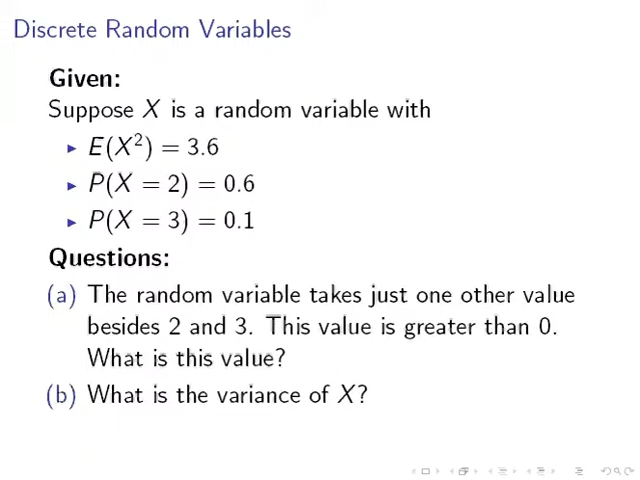 Discrete Random Variables
Given:
Suppose X is a random variable with
▶ E(X²) = 3.6
▶ P(X = 2) = 0.6
▶ P(X = 3) = 0.1
Questions:
(a) The random variable takes just one other value
besides 2 and 3. This value is greater than 0.
What is this value?
(b) What is the variance of X?